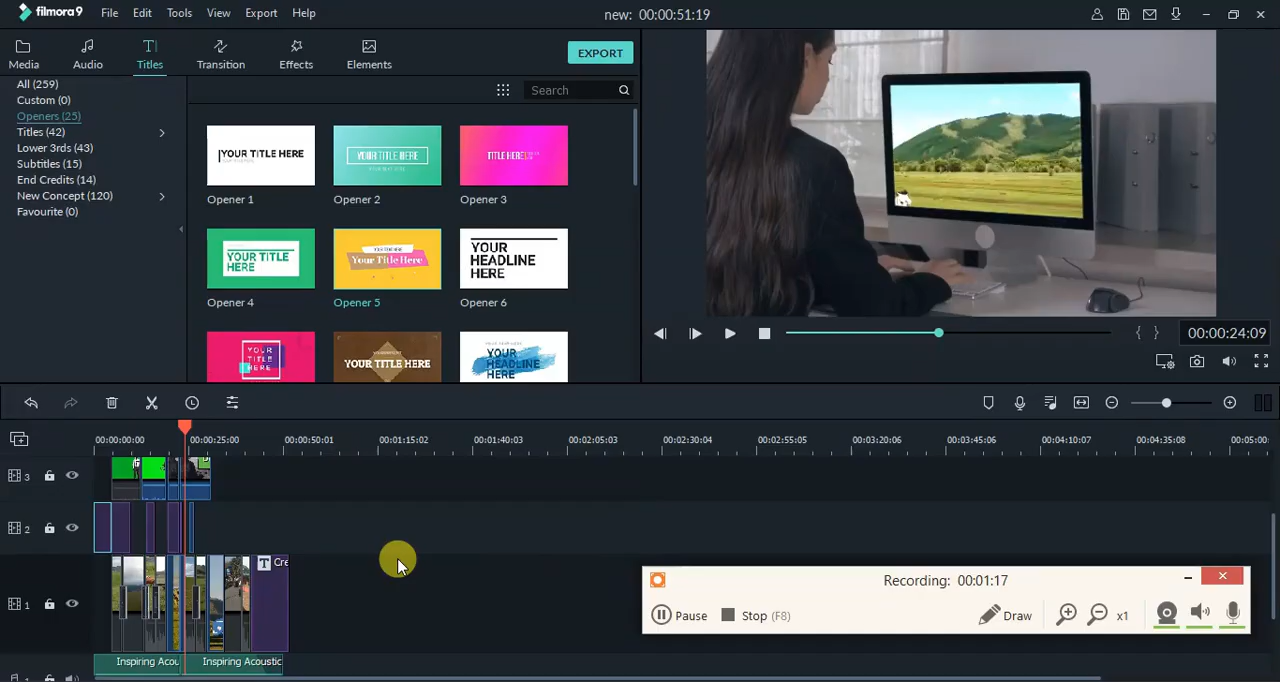 filmora9 File Edit Tools View Export Help new: 00:00:51:19
Media Audio Titles Transition Effects Elements EXPORT
All (259)
Custom (0)
Openers (25)
Titles (42)
Lower 3rds (43)
Subtitles (15)
End Credits (14)
New Concept (120)
Favourite (0)
Search
YOUR TITLE HERE
YOUR TITLE HERE
TITLE HERE
Opener 1 Opener 2 Opener 3
YOUR TITLE
HERE
Your Title Here
YOUR
HEADLINE
HERE
Opener 4 Opener 5 Opener 6
YOUR
TITLE
HERE
YOUR TITLE HERE
YOUR
HEADLINE
HERE
{ } 00:00:24:09
00:00:00:00 00:00:25:00 00:00:50:01 00:01:15:02 00:01:40:03 00:02:05:03 00:02:30:04 00:02:55:05 00:03:20:06 00:03:45:06 00:04:10:07 00:04:35:08 00:05:00:
3
2
T Cre
1
Inspiring Acou Inspiring Acoustic
1
Recording: 00:01:17
Pause Stop (F8) Draw x1